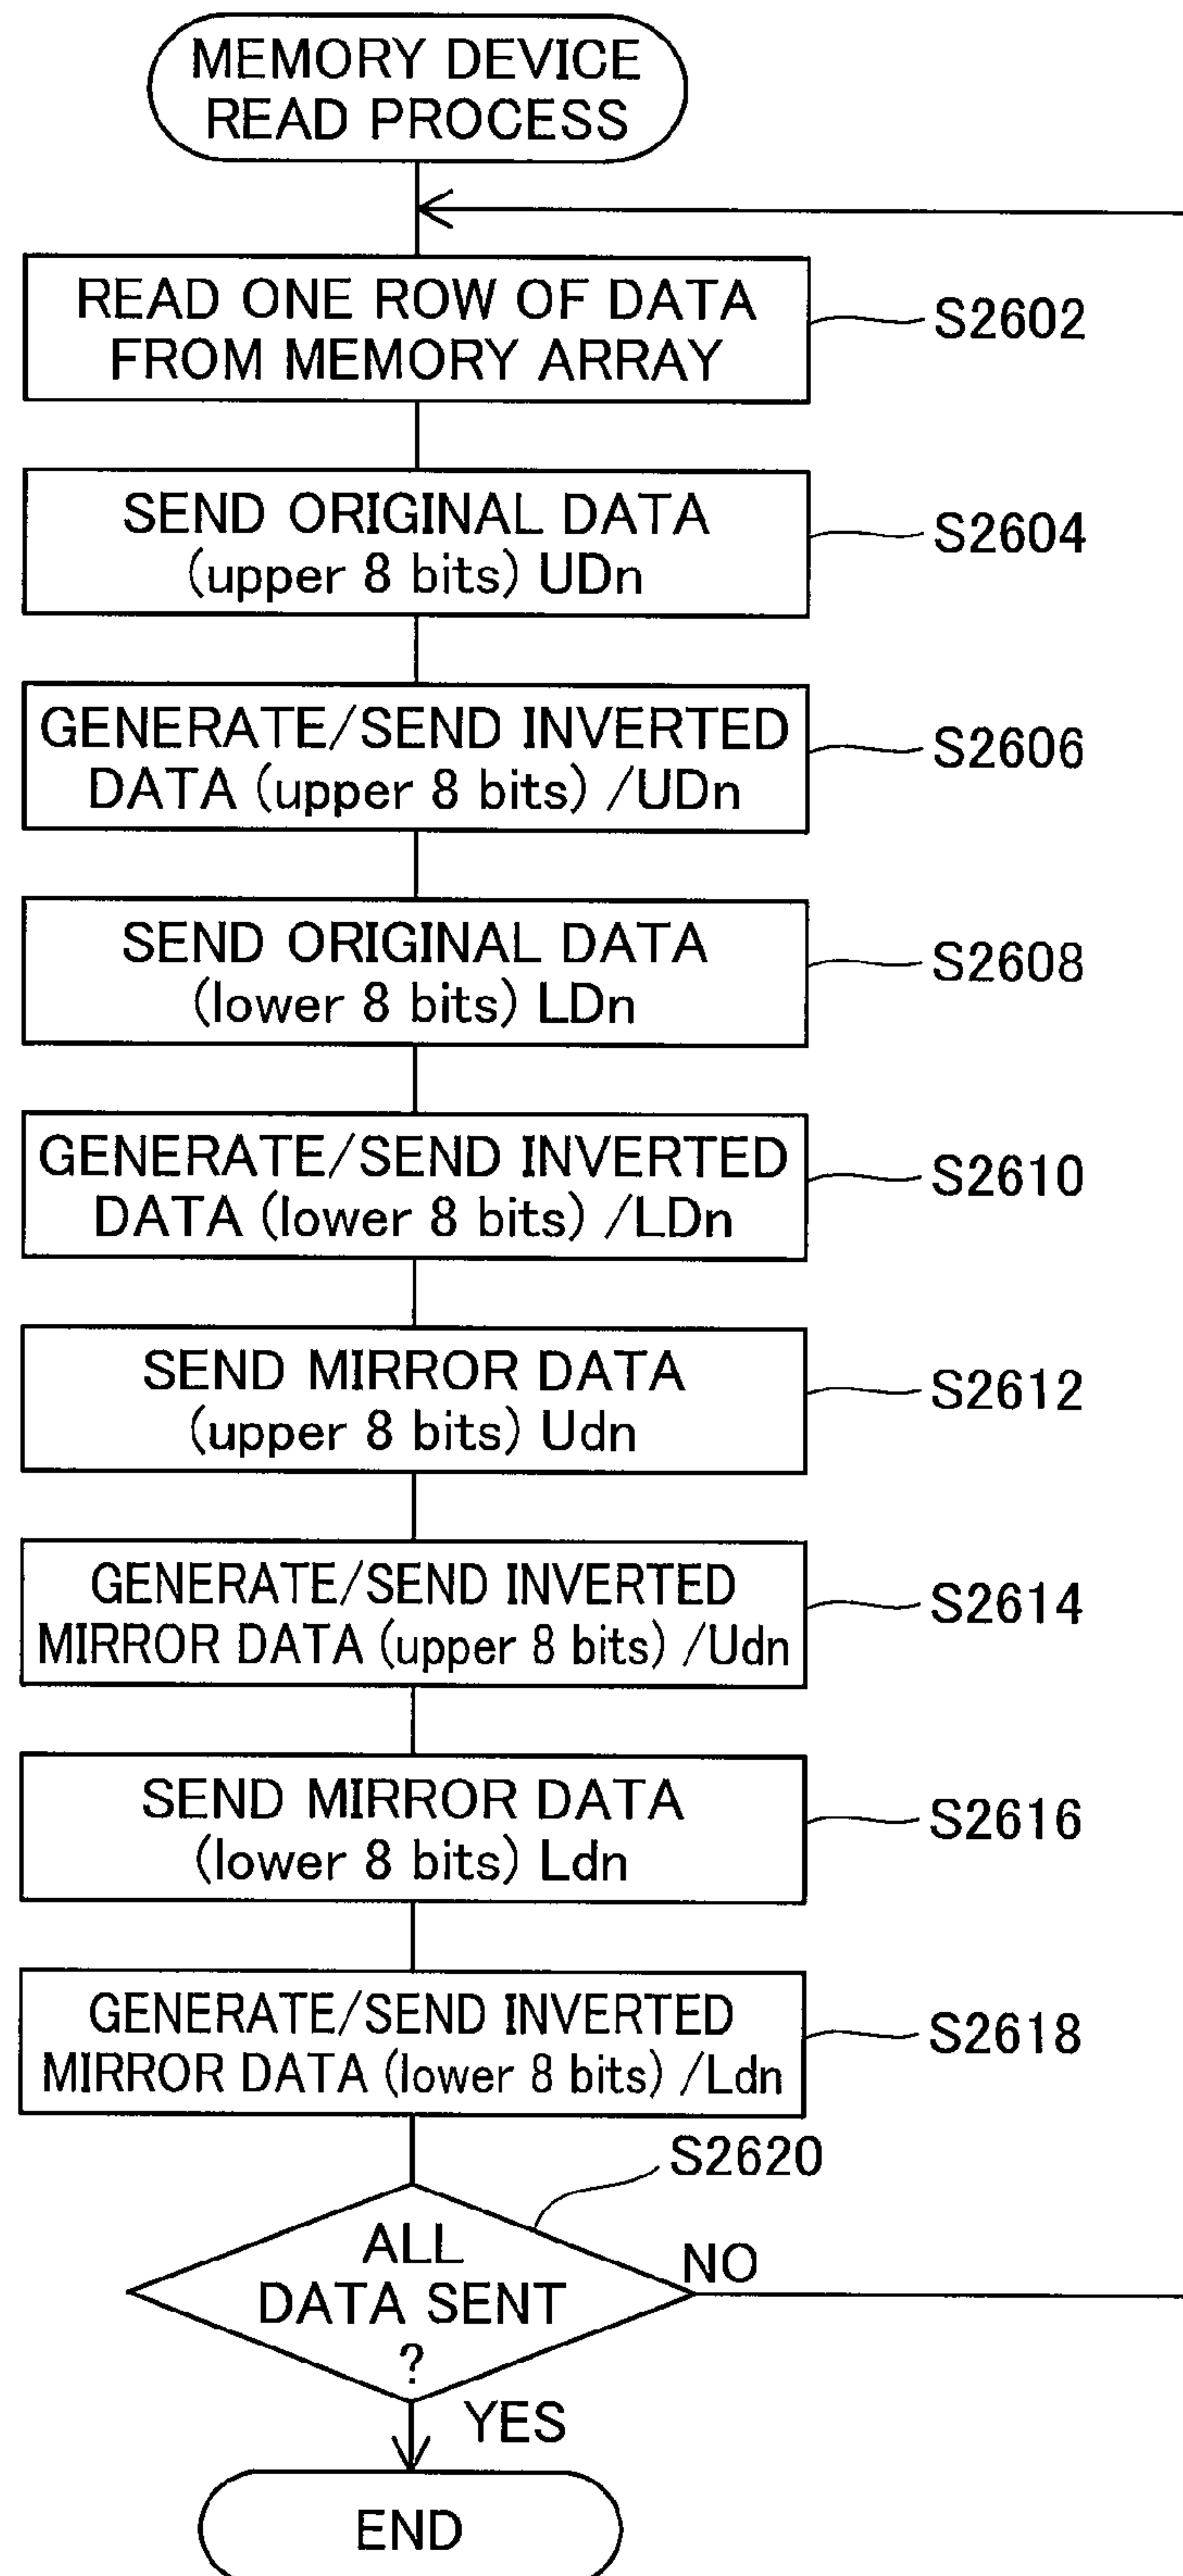 MEMORY DEVICE
READ PROCESS
READ ONE ROW OF DATA
FROM MEMORY ARRAY
S2602
SEND ORIGINAL DATA
(upper 8 bits) UDn
S2604
GENERATE/SEND INVERTED
DATA (upper 8 bits) /UDn
S2606
SEND ORIGINAL DATA
(lower 8 bits) LDn
S2608
GENERATE/SEND INVERTED
DATA (lower 8 bits) /LDn
S2610
SEND MIRROR DATA
(upper 8 bits) Udn
S2612
GENERATE/SEND INVERTED
MIRROR DATA (upper 8 bits) /Udn
S2614
SEND MIRROR DATA
(lower 8 bits) Ldn
S2616
GENERATE/SEND INVERTED
MIRROR DATA (lower 8 bits) /Ldn
S2618
S2620
ALL
DATA SENT
?
NO
YES
END